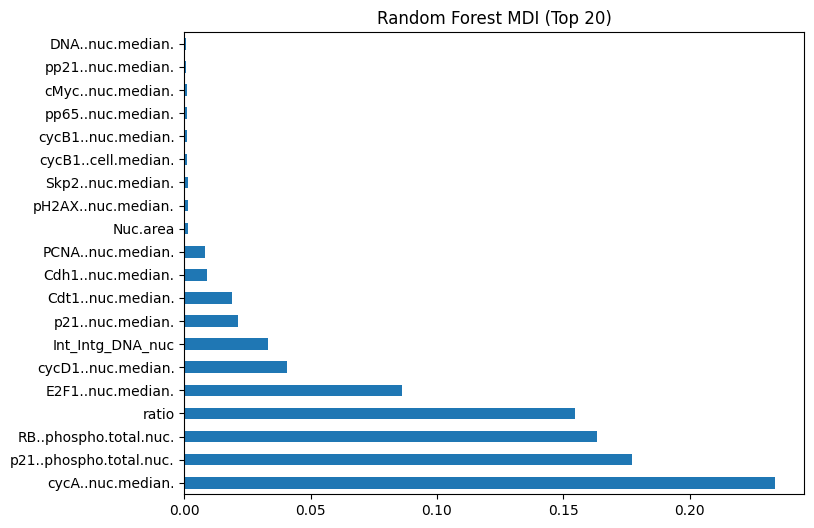 Random Forest MDI (Top 20)
DNA..nuc.median.
pp21..nuc.median.
cMyc..nuc.median.
pp65..nuc.median.
cycB1..nuc.median.
cycB1..cell.median.
Skp2..nuc.median.
pH2AX..nuc.median.
Nuc.area
PCNA..nuc.median.
Cdh1..nuc.median.
Cdt1..nuc.median.
p21..nuc.median.
Int_Intg_DNA_nuc
cycD1..nuc.median.
E2F1..nuc.median.
ratio
RB..phospho.total.nuc.
p21..phospho.total.nuc.
cycA..nuc.median.
0.00 0.05 0.10 0.15 0.20